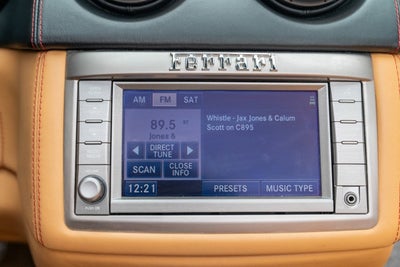 Ferrari
AM FM SAT
89.5
Jones &
DIRECT
TUNE
SCAN
CLOSE
INFO
12:21
Whistle - Jax Jones & Calum
Scott on C895
PRESETS
MUSIC TYPE